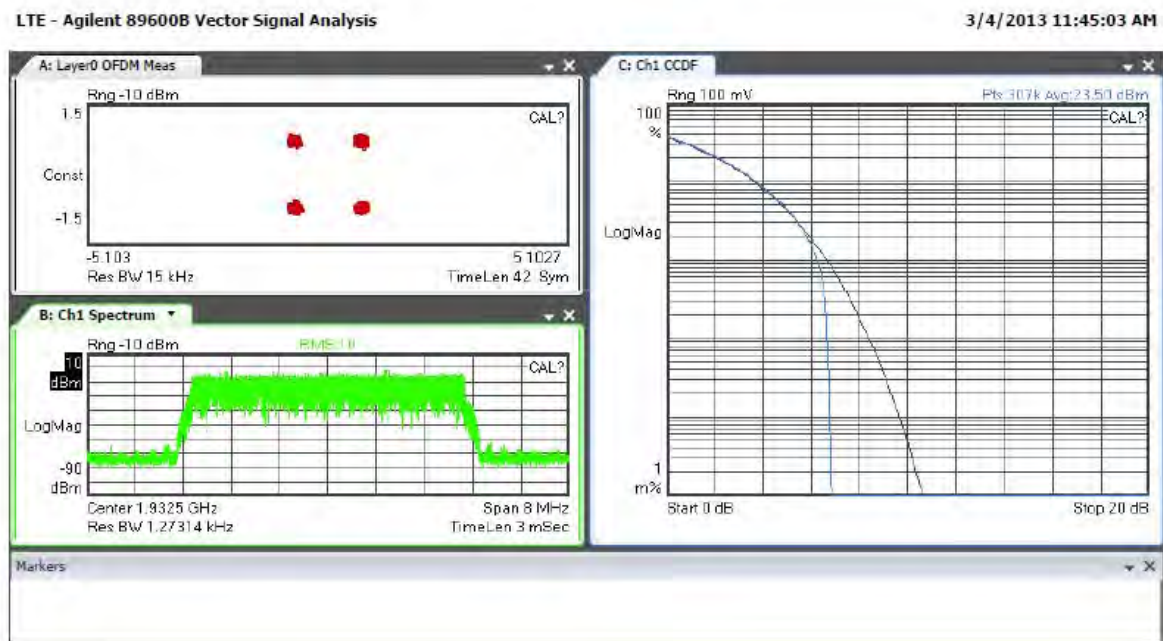 LTE - Agilent 89600B Vector Signal Analysis
3/4/2013 11:45:03 AM
A: Layer0 OFDM Meas
Rng -10 dBm
1.5
CAL?
Const
-1.5
-5.103
5.1027
Res BW 15 kHz
TimeLen 42 Sym
B: Ch1 Spectrum
Rng -10 dBm
RMS:10
10
dBm
CAL?
LogMag
-90
dBm
Center 1.9325 GHz
Span 8 MHz
Res BW 1.27314 kHz
TimeLen 3 mSec
C: Ch1 CCDF
Rng 100 mV
Pts:307k Avg:23.50 dBm
100
%
CAL?
LogMag
1
m%
Start 0 dB
Stop 20 dB
Markers